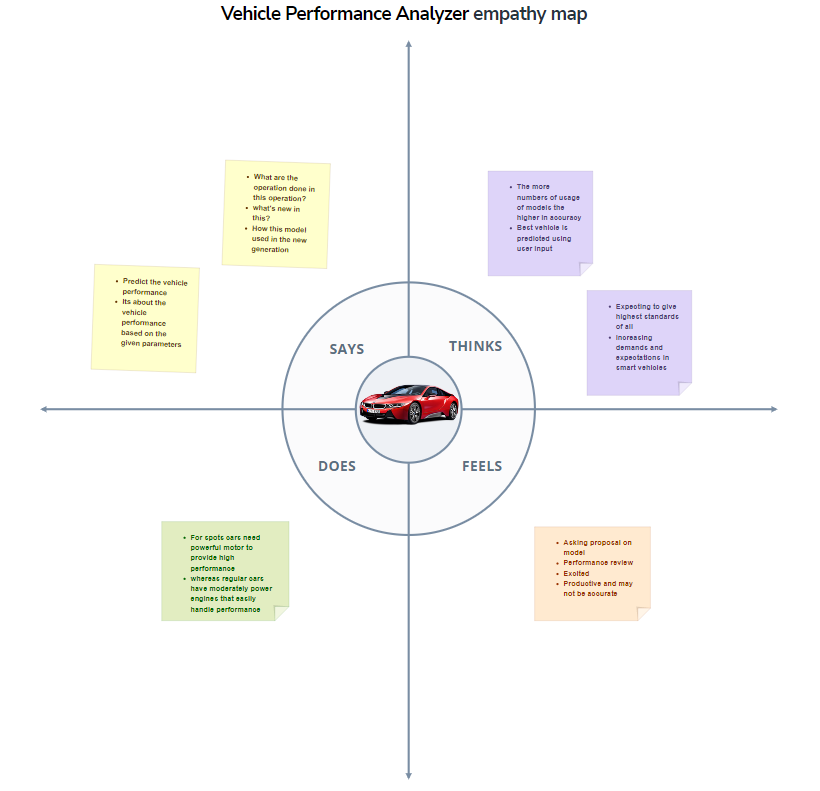 Vehicle Performance Analyzer empathy map
• What are the
operation done in
this operation?
• what's new in
this?
• How this model
used in the new
generation
• Predict the vehicle
performance
• Its about the
vehicle
performance
based on the
given parameters
• The more
numbers of usage
of models the
higher in accuracy
• Best vehicle is
predicted using
user input
• Expecting to give
highest standards
of all
• increasing
demands and
expectations in
smart vehicles
SAYS
THINKS
DOES
FEELS
• For spots cars need
powerful motor to
provide high
performance
• whereas regular cars
have moderately power
engines that easily
handle performance
• Asking proposal on
model
• Performance review
• Excited
• Productive and may
not be accurate